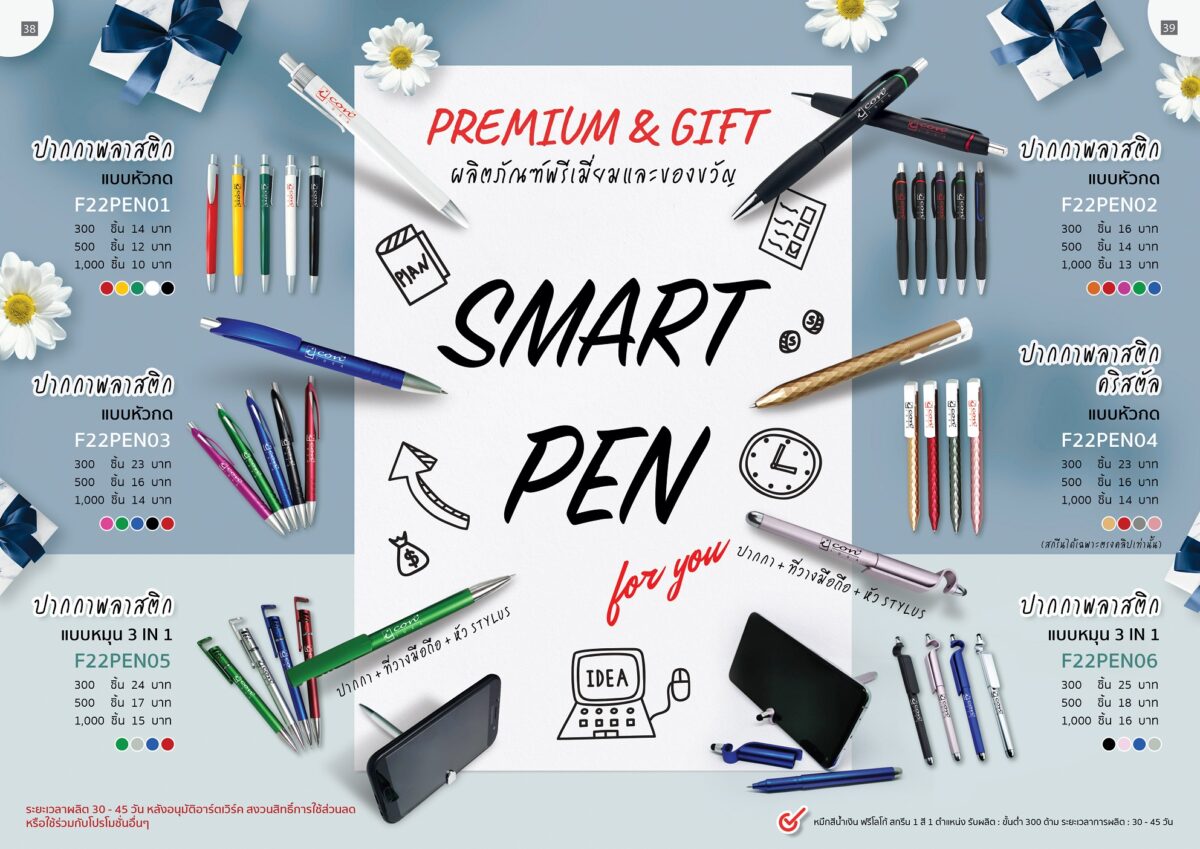 38
39
PREMIUM & GIFT
ผลิตภัณฑ์พรีเมี่ยมและของขวัญ
SMART
PEN
for you
PLAN
IDEA
ปากกาพลาสติก
แบบหัวกด
F22PEN01
300 ชิ้น 14 บาท
500 ชิ้น 12 บาท
1,000 ชิ้น 10 บาท
ปากกาพลาสติก
แบบหัวกด
F22PEN02
300 ชิ้น 16 บาท
500 ชิ้น 14 บาท
1,000 ชิ้น 13 บาท
ปากกาพลาสติก
แบบหัวกด
F22PEN03
300 ชิ้น 23 บาท
500 ชิ้น 16 บาท
1,000 ชิ้น 14 บาท
ปากกาพลาสติก
คริสตัล
แบบหัวกด
F22PEN04
300 ชิ้น 23 บาท
500 ชิ้น 16 บาท
1,000 ชิ้น 14 บาท
(สกรีนได้เฉพาะตรงคลิปเท่านั้น)
ปากกาพลาสติก
แบบหมุน 3 IN 1
F22PEN05
300 ชิ้น 24 บาท
500 ชิ้น 17 บาท
1,000 ชิ้น 15 บาท
ปากกา + ที่วางมือถือ + หัว STYLUS
ปากกา + ที่วางมือถือ + หัว STYLUS
ปากกาพลาสติก
แบบหมุน 3 IN 1
F22PEN06
300 ชิ้น 25 บาท
500 ชิ้น 18 บาท
1,000 ชิ้น 16 บาท
ระยะเวลาผลิต 30 - 45 วัน หลังอนุมัติอาร์ตเวิร์ค สงวนสิทธิ์การใช้ส่วนลด
หรือใช้ร่วมกับโปรโมชั่นอื่นๆ
หมึกสีน้ำเงิน ฟรีโลโก้ สกรีน 1 สี 1 ตำแหน่ง รับผลิต : ขั้นต่ำ 300 ด้าม ระยะเวลาการผลิต : 30 - 45 วัน